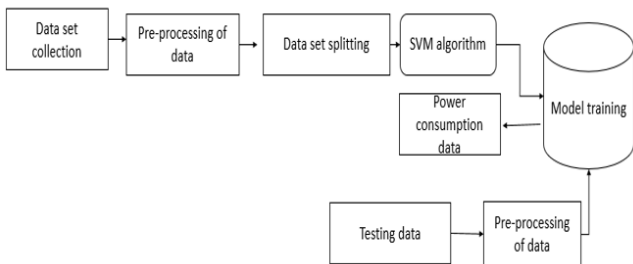 Data set
collection
Pre-processing of
data
Data set splitting
SVM algorithm
Model training
Power
consumption
data
Testing data
Pre-processing
of data